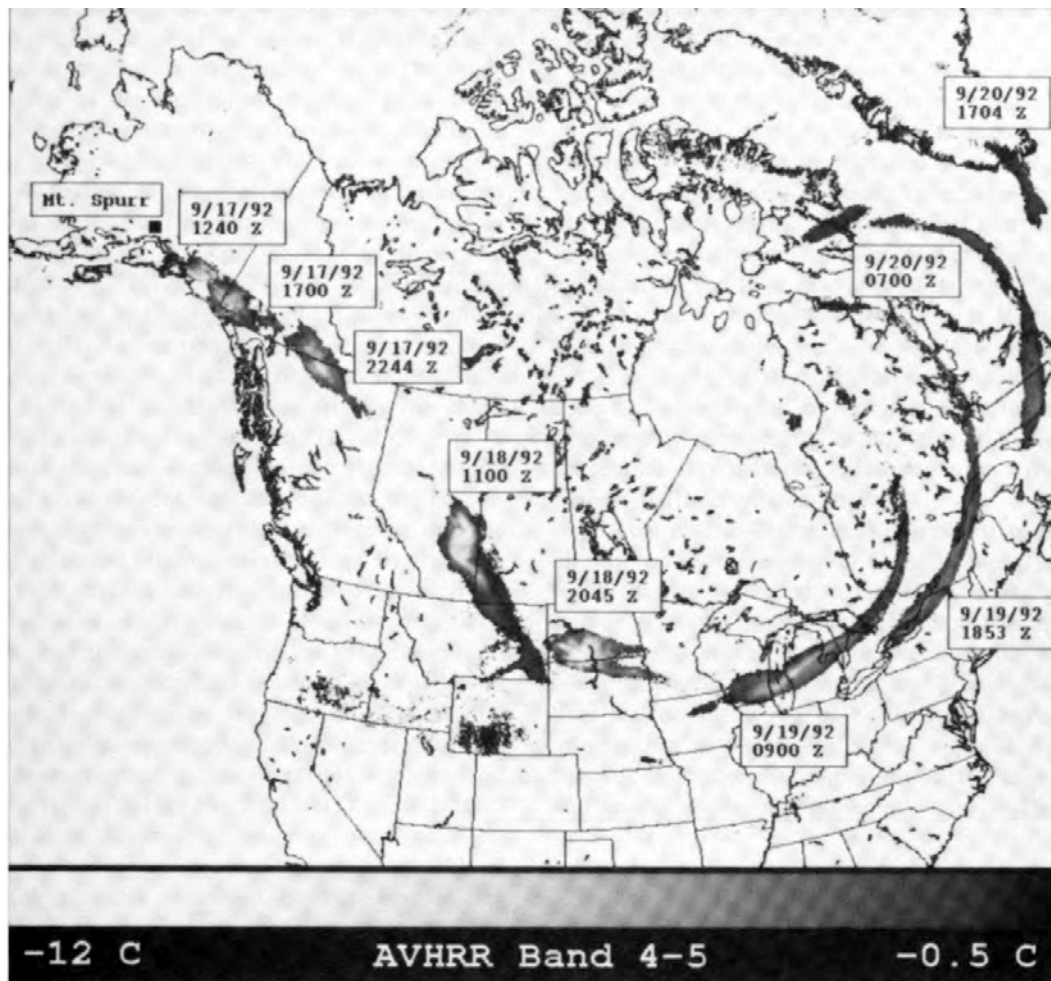 9/20/92
1704 Z
Mt. Spurr
9/17/92
1240 Z
9/17/92
1700 Z
9/20/92
0700 Z
9/17/92
2244 Z
9/18/92
1100 Z
9/18/92
2045 Z
9/19/92
1853 Z
9/19/92
0900 Z
-12 C
AVHRR Band 4-5
-0.5 C